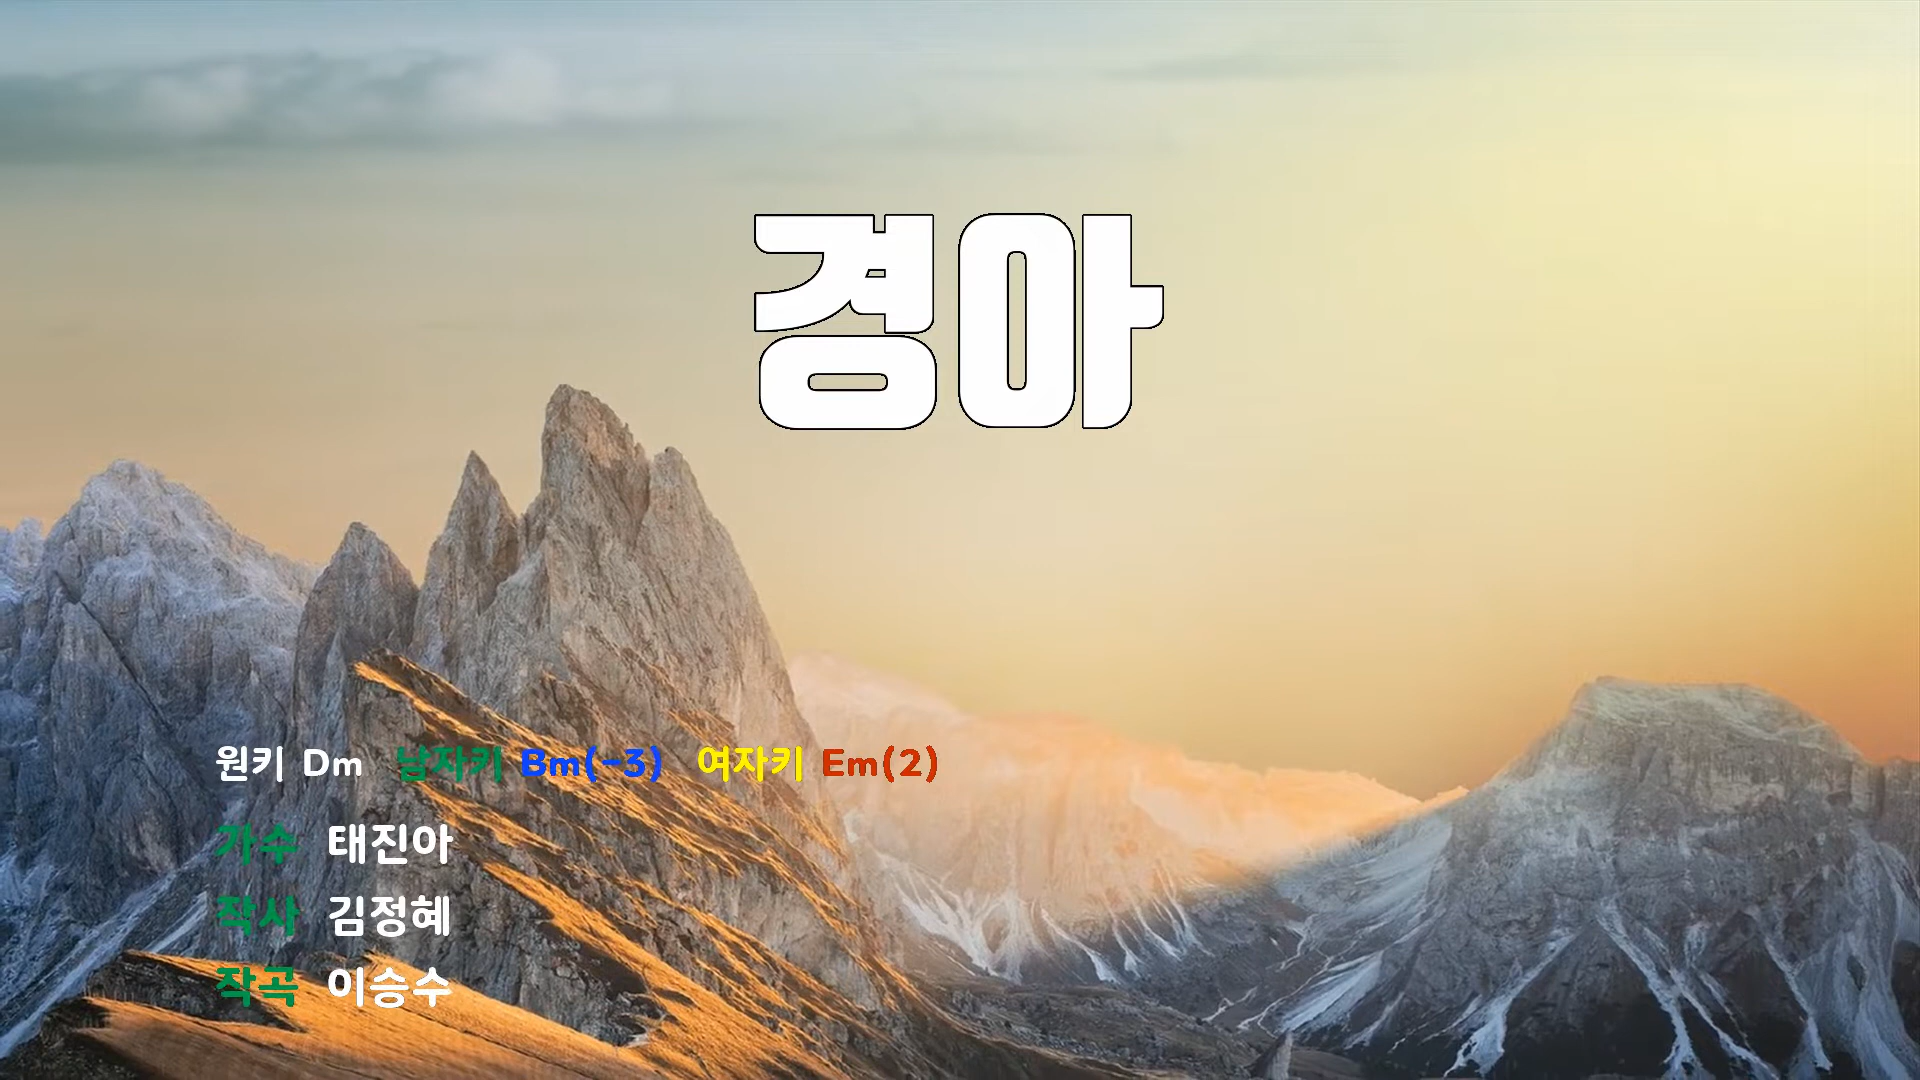 경아
원키 Dm 남자키 Bm(-3) 여자키 Em(2)
가수 태진아
작사 김정혜
작곡 이승수